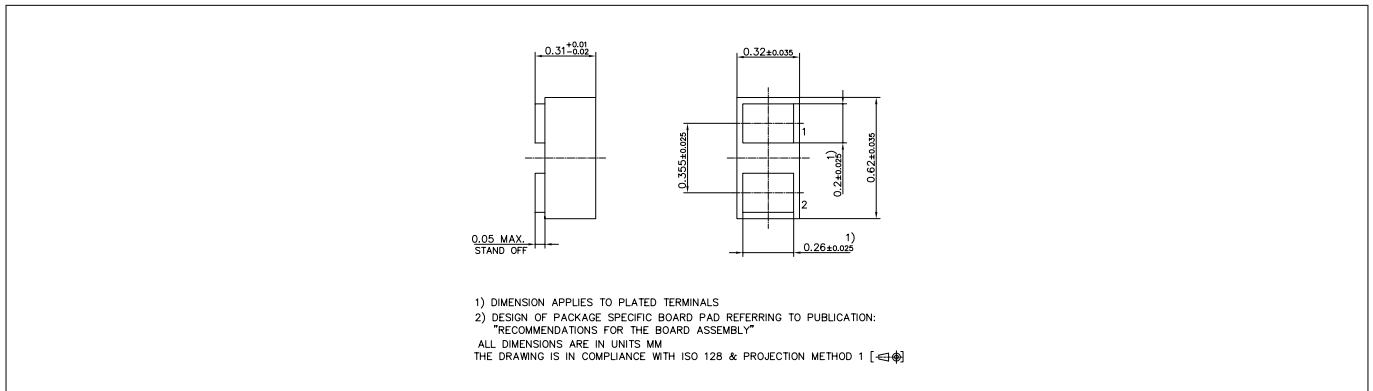 0.31 +0.01 -0.02
0.32±0.035
1
0.355±0.025
1)
0.2±0.025
0.62±0.035
2
0.05 MAX.
STAND OFF
1)
0.26±0.025
1) DIMENSION APPLIES TO PLATED TERMINALS
2) DESIGN OF PACKAGE SPECIFIC BOARD PAD REFERRING TO PUBLICATION:
"RECOMMENDATIONS FOR THE BOARD ASSEMBLY"
ALL DIMENSIONS ARE IN UNITS MM
THE DRAWING IS IN COMPLIANCE WITH ISO 128 & PROJECTION METHOD 1 [ ]